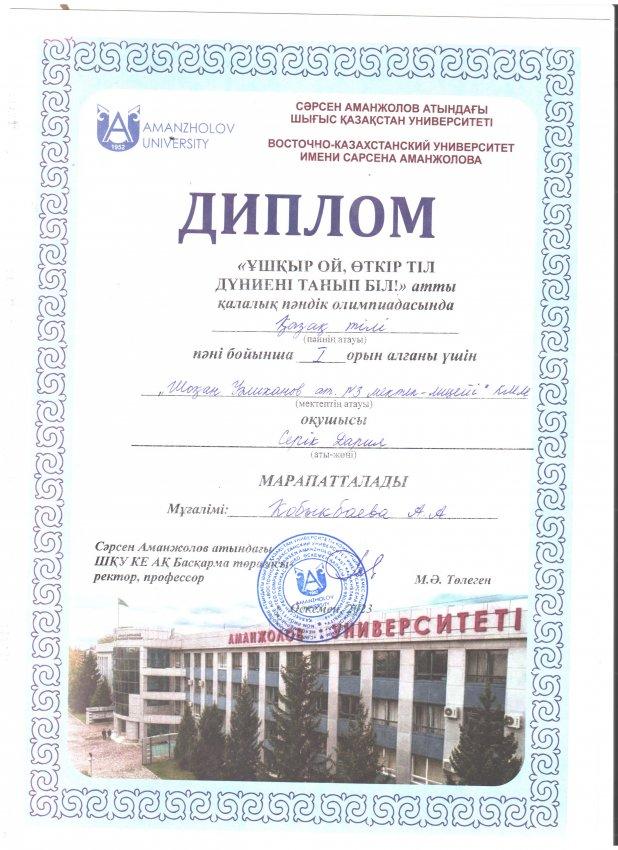 СӘРСЕН АМАНЖОЛОВ АТЫНДАҒЫ
ШЫҒЫС ҚАЗАҚСТАН УНИВЕРСИТЕТІ
AMANZHOLOV
UNIVERSITY
1952
ВОСТОЧНО-КАЗАХСТАНСКИЙ УНИВЕРСИТЕТ
ИМЕНИ САРСЕНА АМАНЖОЛОВА
ДИПЛОМ
«ҰШҚЫР ОЙ, ӨТКІР ТІЛ
ДҮНИЕНІ ТАНЫП БІЛ!» атты
қалалық пәндік олимпиадасында
Қазақ тілі
(пәннің атауы)
пәні бойынша I орын алғаны үшін
„Шоқан Уәлиханов ат. №3 мектеп-лицейі" КММ
(мектептің атауы)
оқушысы
Серік Дарил
(аты-жөні)
МАРАПАТТАЛАДЫ
Мұғалімі: Кобыкбаева А.А
Сәрсен Аманжолов атындағы
ШҚУ КЕ АҚ Басқарма төрағасы-
ректор, профессор
М.Ә. Төлеген
AMANZHOLOV
Өскемен, 2023
АМАНЖОЛОВ УНИВЕРСИТЕТІ